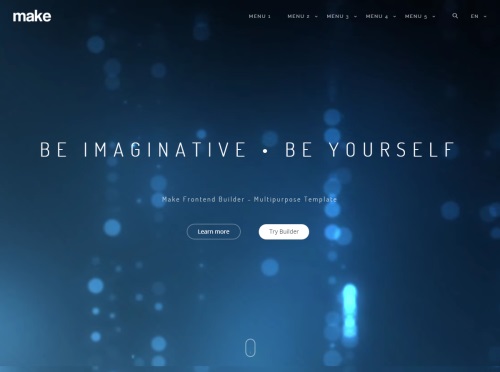 make
MENU 1 MENU 2 MENU 3 MENU 4 MENU 5 EN
BE IMAGINATIVE • BE YOURSELF
Make Frontend Builder - Multipurpose Template
Learn more Try Builder